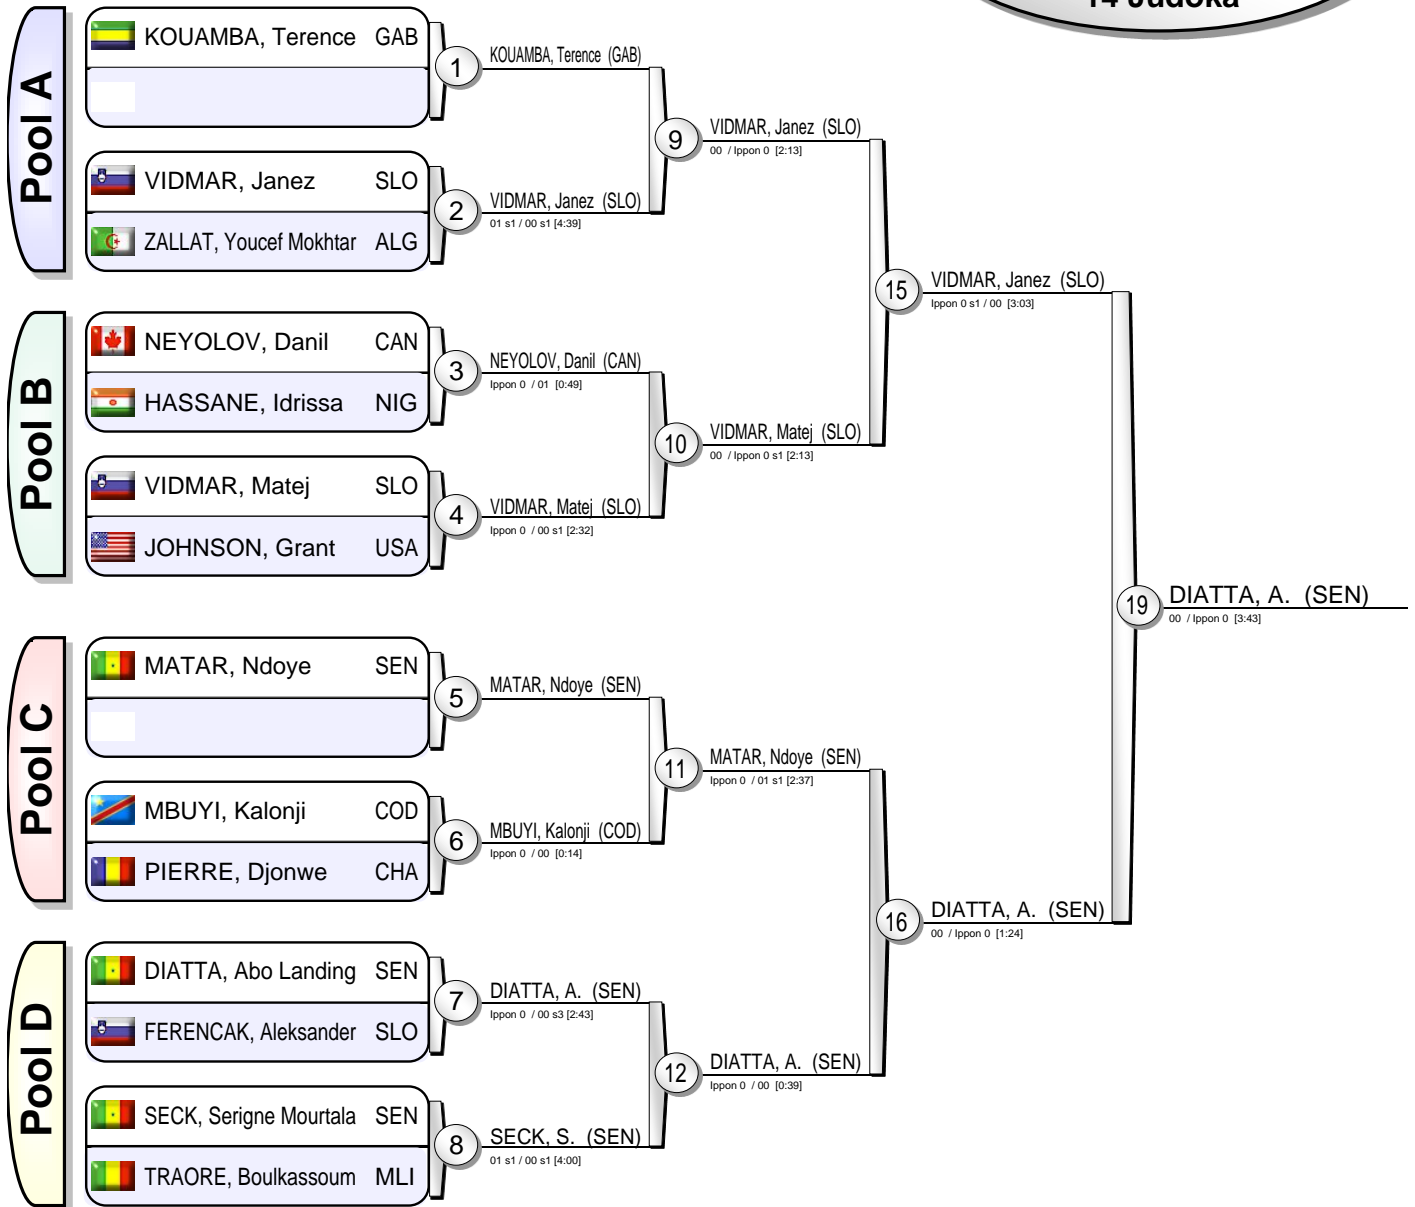 14 Judoka
Pool A
KOUAMBA, Terence GAB
VIDMAR, Janez SLO
ZALLAT, Youcef Mokhtar ALG
1
KOUAMBA, Terence (GAB)
2
VIDMAR, Janez (SLO)
01 s1 / 00 s1 [4:39]
9
VIDMAR, Janez (SLO)
00 / Ippon 0 [2:13]
Pool B
NEYOLOV, Danil CAN
HASSANE, Idrissa NIG
VIDMAR, Matej SLO
JOHNSON, Grant USA
3
NEYOLOV, Danil (CAN)
Ippon 0 / 01 [0:49]
4
VIDMAR, Matej (SLO)
Ippon 0 / 00 s1 [2:32]
10
VIDMAR, Matej (SLO)
00 / Ippon 0 s1 [2:13]
15
VIDMAR, Janez (SLO)
Ippon 0 s1 / 00 [3:03]
Pool C
MATAR, Ndoye SEN
MBUYI, Kalonji COD
PIERRE, Djonwe CHA
5
MATAR, Ndoye (SEN)
6
MBUYI, Kalonji (COD)
Ippon 0 / 00 [0:14]
11
MATAR, Ndoye (SEN)
Ippon 0 / 01 s1 [2:37]
Pool D
DIATTA, Abo Landing SEN
FERENCAK, Aleksander SLO
SECK, Serigne Mourtala SEN
TRAORE, Boulkassoum MLI
7
DIATTA, A. (SEN)
Ippon 0 / 00 s3 [2:43]
8
SECK, S. (SEN)
01 s1 / 00 s1 [4:00]
12
DIATTA, A. (SEN)
Ippon 0 / 00 [0:39]
16
DIATTA, A. (SEN)
00 / Ippon 0 [1:24]
19
DIATTA, A. (SEN)
00 / Ippon 0 [3:43]